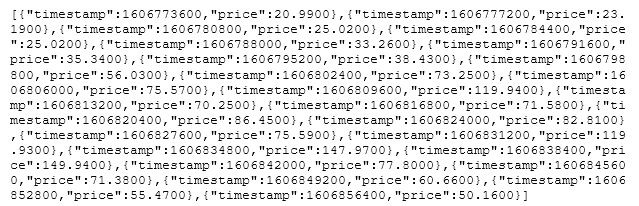 [{"timestamp":1606773600,"price":20.9900},{"timestamp":1606777200,"price":23.
1900},{"timestamp":1606780800,"price":25.0200},{"timestamp":1606784400,"price
":25.0200},{"timestamp":1606788000,"price":33.2600},{"timestamp":1606791600,"
price":35.3400},{"timestamp":1606795200,"price":38.4300},{"timestamp":1606798
800,"price":56.0300},{"timestamp":1606802400,"price":73.2500},{"timestamp":16
06806000,"price":75.5700},{"timestamp":1606809600,"price":119.9400},{"timesta
mp":1606813200,"price":70.2500},{"timestamp":1606816800,"price":71.5800},{"ti
mestamp":1606820400,"price":86.4500},{"timestamp":1606824000,"price":82.8100}
,{"timestamp":1606827600,"price":75.5900},{"timestamp":1606831200,"price":119
.9300},{"timestamp":1606834800,"price":147.9700},{"timestamp":1606838400,"pri
ce":149.9400},{"timestamp":1606842000,"price":77.8000},{"timestamp":160684560
0,"price":71.3800},{"timestamp":1606849200,"price":60.6600},{"timestamp":1606
852800,"price":55.4700},{"timestamp":1606856400,"price":50.1600}]